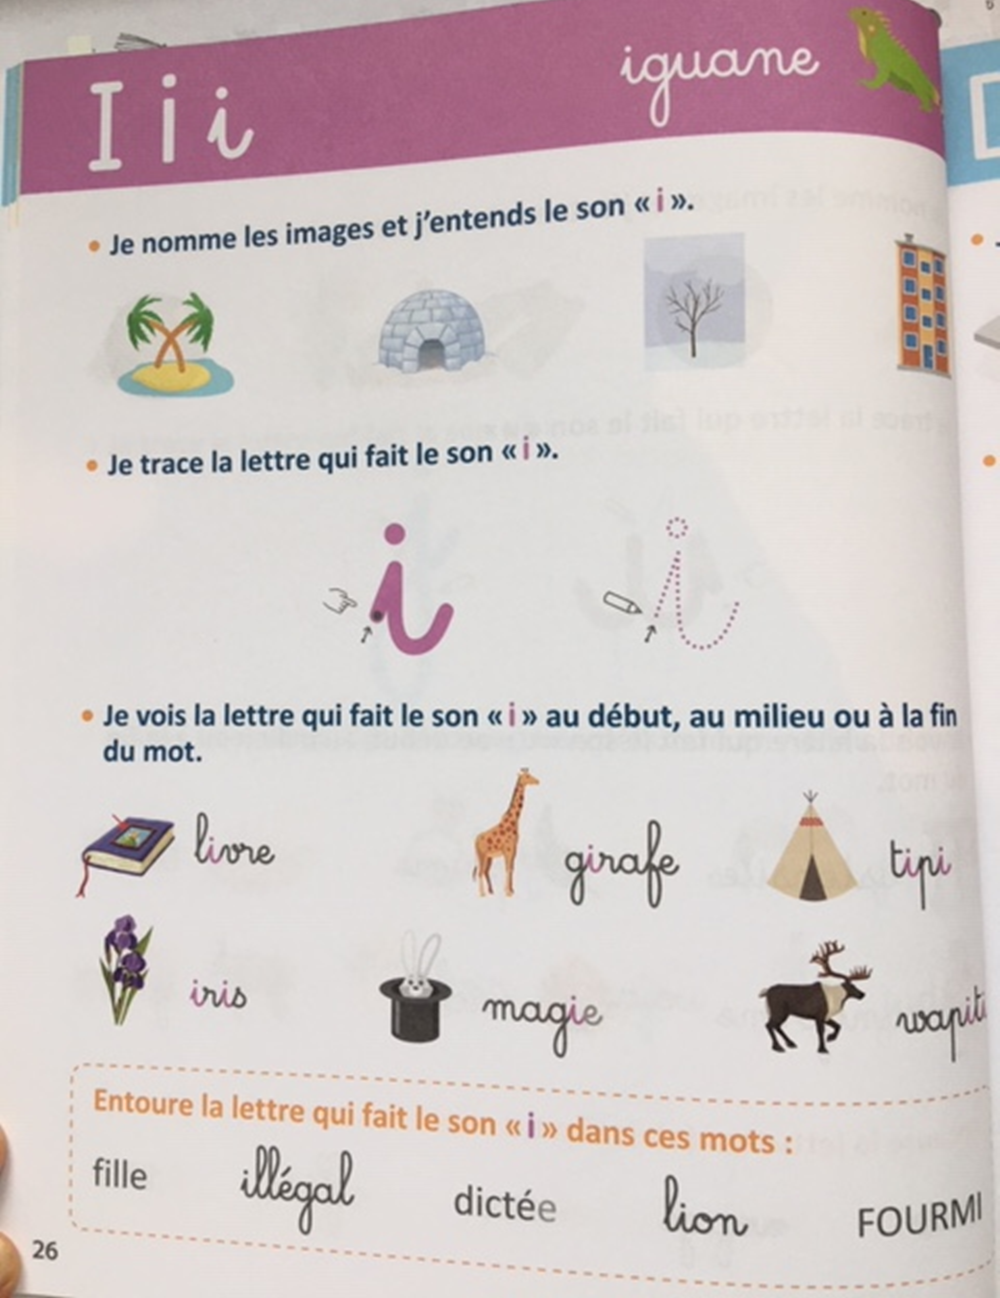 I i i
iguane
• Je nomme les images et j'entends le son « i ».
• Je trace la lettre qui fait le son « i ».
i i
• Je vois la lettre qui fait le son « i » au début, au milieu ou à la fin
du mot.
livre girafe tipi
iris magie wapiti
Entoure la lettre qui fait le son « i » dans ces mots :
fille illégal dictée lion FOURMI
26